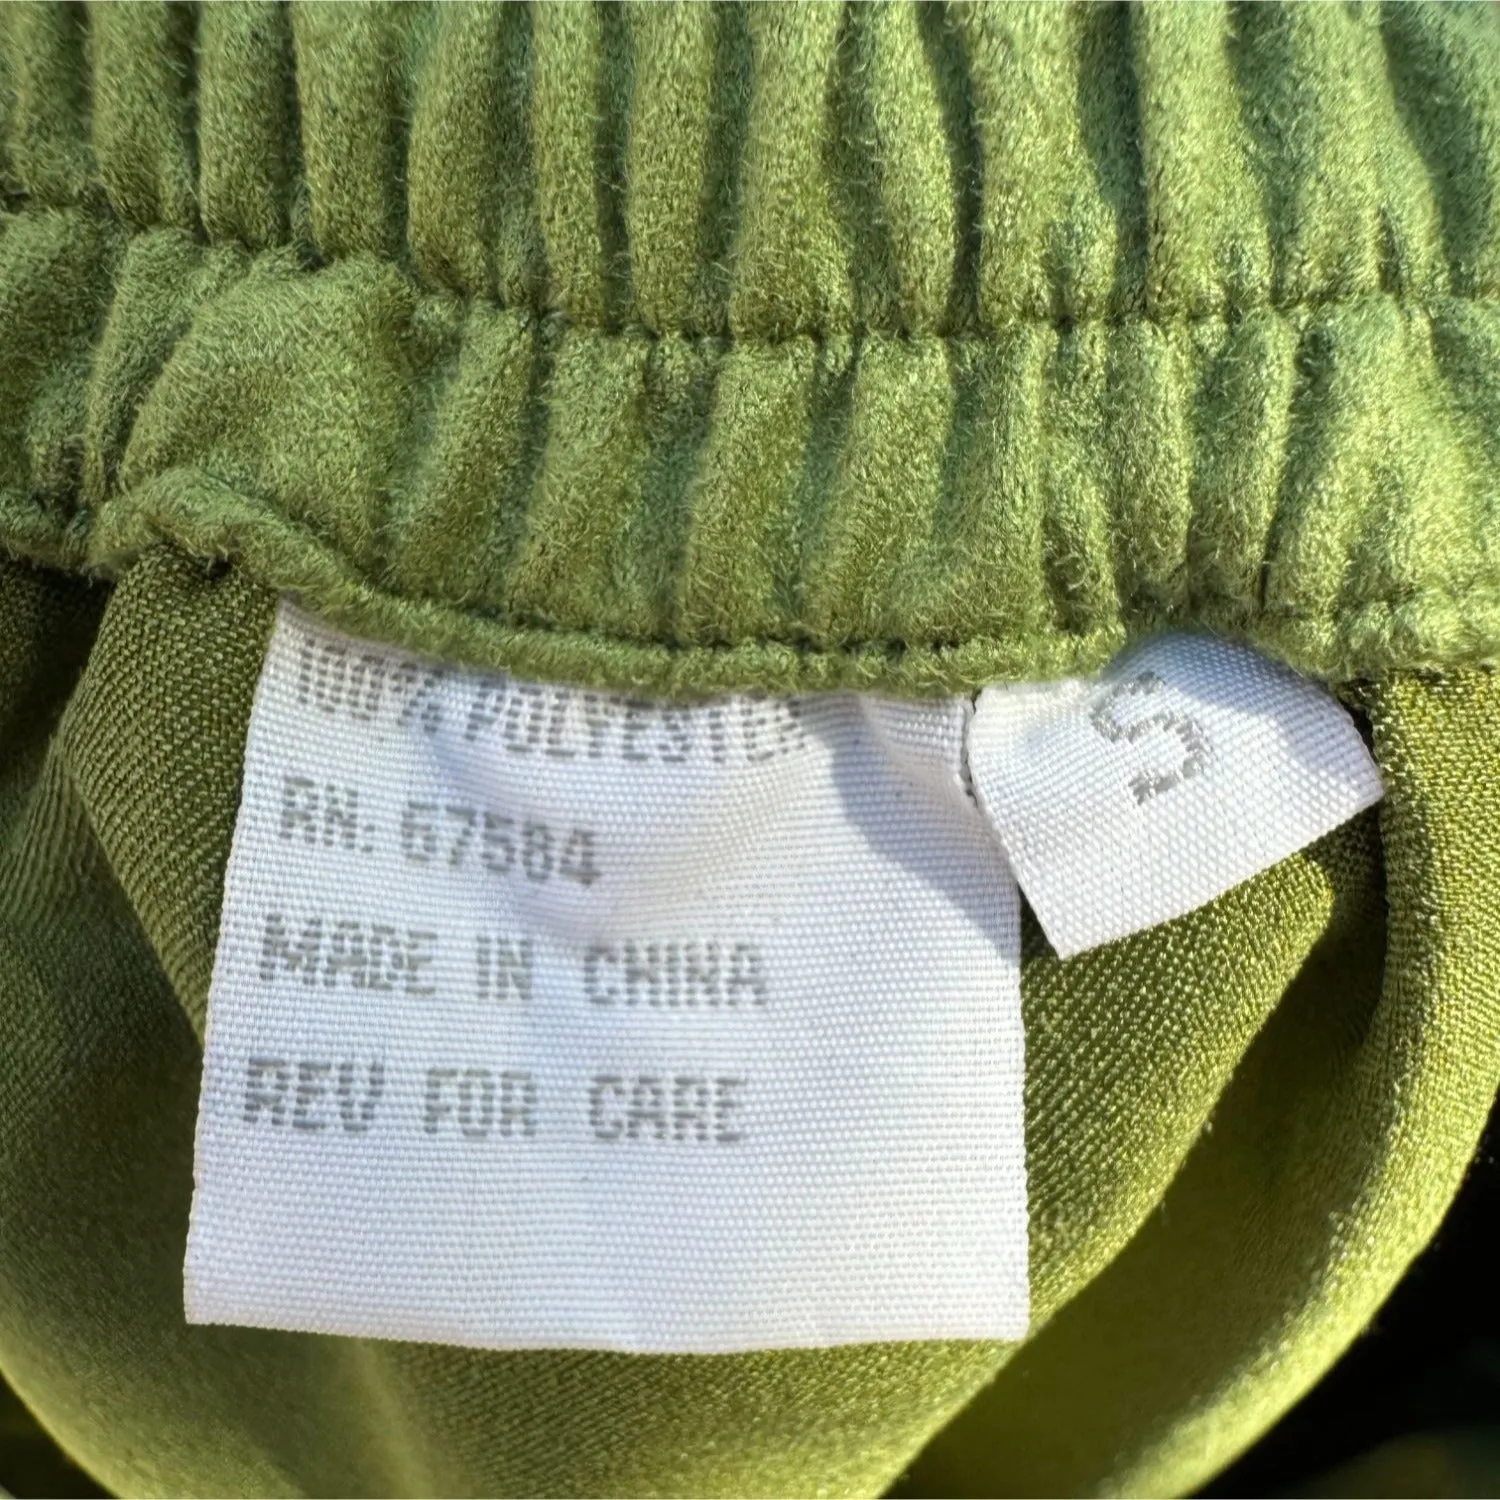 100% POLYESTER
RN: 67584
MADE IN CHINA
REV FOR CARE
S